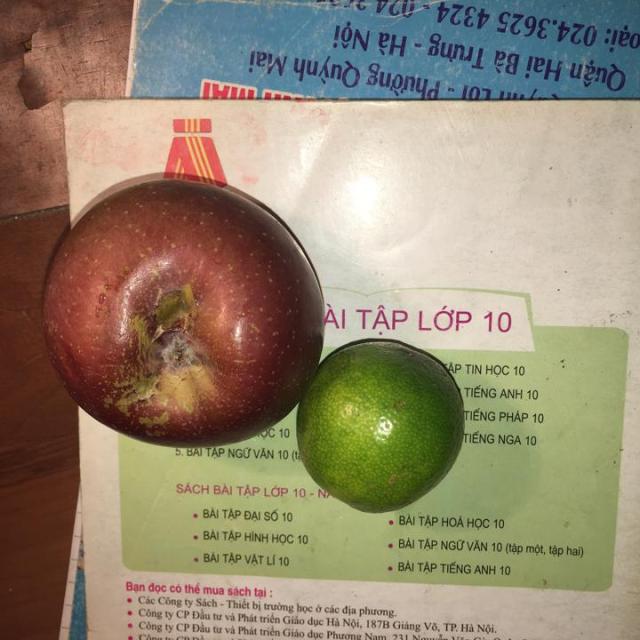 oại: 024.3625 4324 - 024
Quận Hai Bà Trưng - Hà Nội
Phường Quỳnh Mai
ÀI TẬP LỚP 10
ẬP TIN HỌC 10
TIẾNG ANH 10
TIẾNG PHÁP 10
TIẾNG NGA 10
ỌC 10
5. BÀI TẬP NGỮ VĂN 10 (t
SÁCH BÀI TẬP LỚP 10 - N
• BÀI TẬP ĐẠI SỐ 10
• BÀI TẬP HÌNH HỌC 10
• BÀI TẬP VẬT LÍ 10
• BÀI TẬP HOÁ HỌC 10
• BÀI TẬP NGỮ VĂN 10 (tập một, tập hai)
• BÀI TẬP TIẾNG ANH 10
Bạn đọc có thể mua sách tại :
• Các Công ty Sách - Thiết bị trường học ở các địa phương.
• Công ty CP Đầu tư và Phát triển Giáo dục Hà Nội, 187B Giảng Võ, TP. Hà Nội.
• Công ty CP Đầu tư và Phát triển Giáo dục Phương Nam, 231 Nguyễn Văn